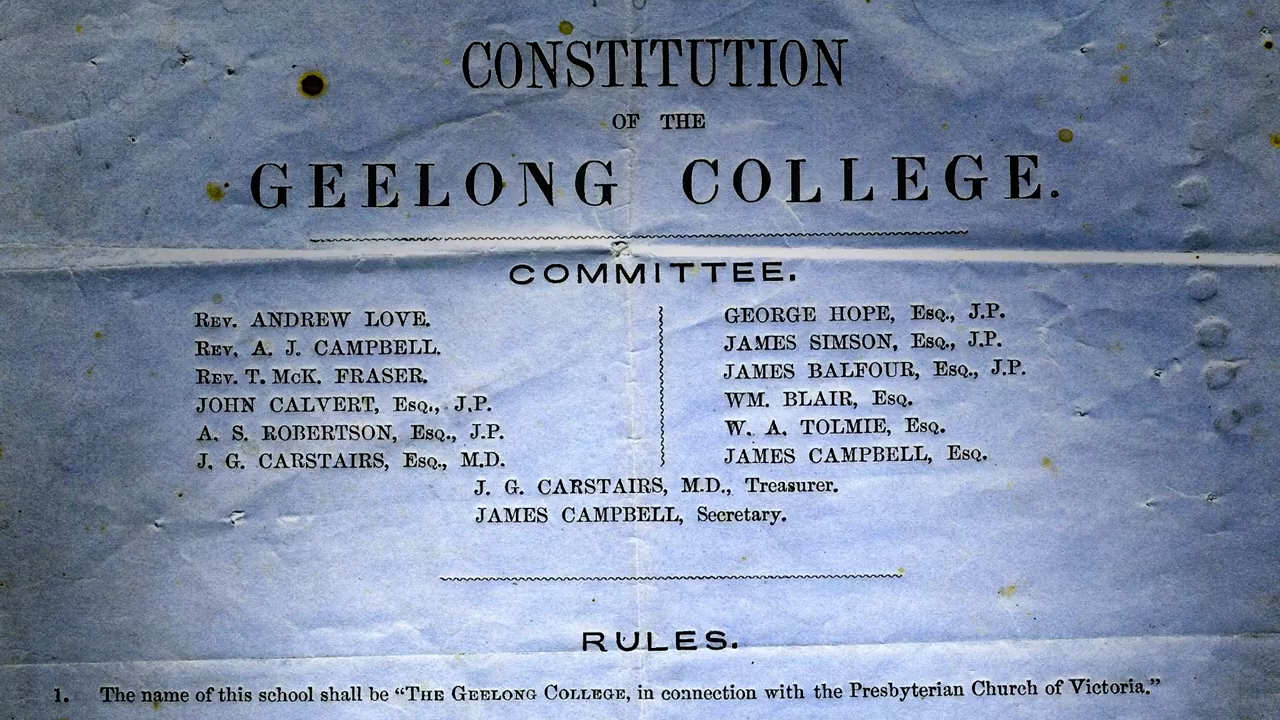 CONSTITUTION
OF THE
GEELONG COLLEGE.
COMMITTEE.
Rev. ANDREW LOVE.
Rev. A. J. CAMPBELL.
Rev. T. McK. FRASER.
JOHN CALVERT, Esq., J.P.
A. S. ROBERTSON, Esq., J.P.
J. G. CARSTAIRS, Esq., M.D.
GEORGE HOPE, Esq., J.P.
JAMES SIMSON, Esq., J.P.
JAMES BALFOUR, Esq., J.P.
WM. BLAIR, Esq.
W. A. TOLMIE, Esq.
JAMES CAMPBELL, Esq.
J. G. CARSTAIRS, M.D., Treasurer.
JAMES CAMPBELL, Secretary.
RULES.
1. The name of this school shall be “The Geelong College, in connection with the Presbyterian Church of Victoria.”